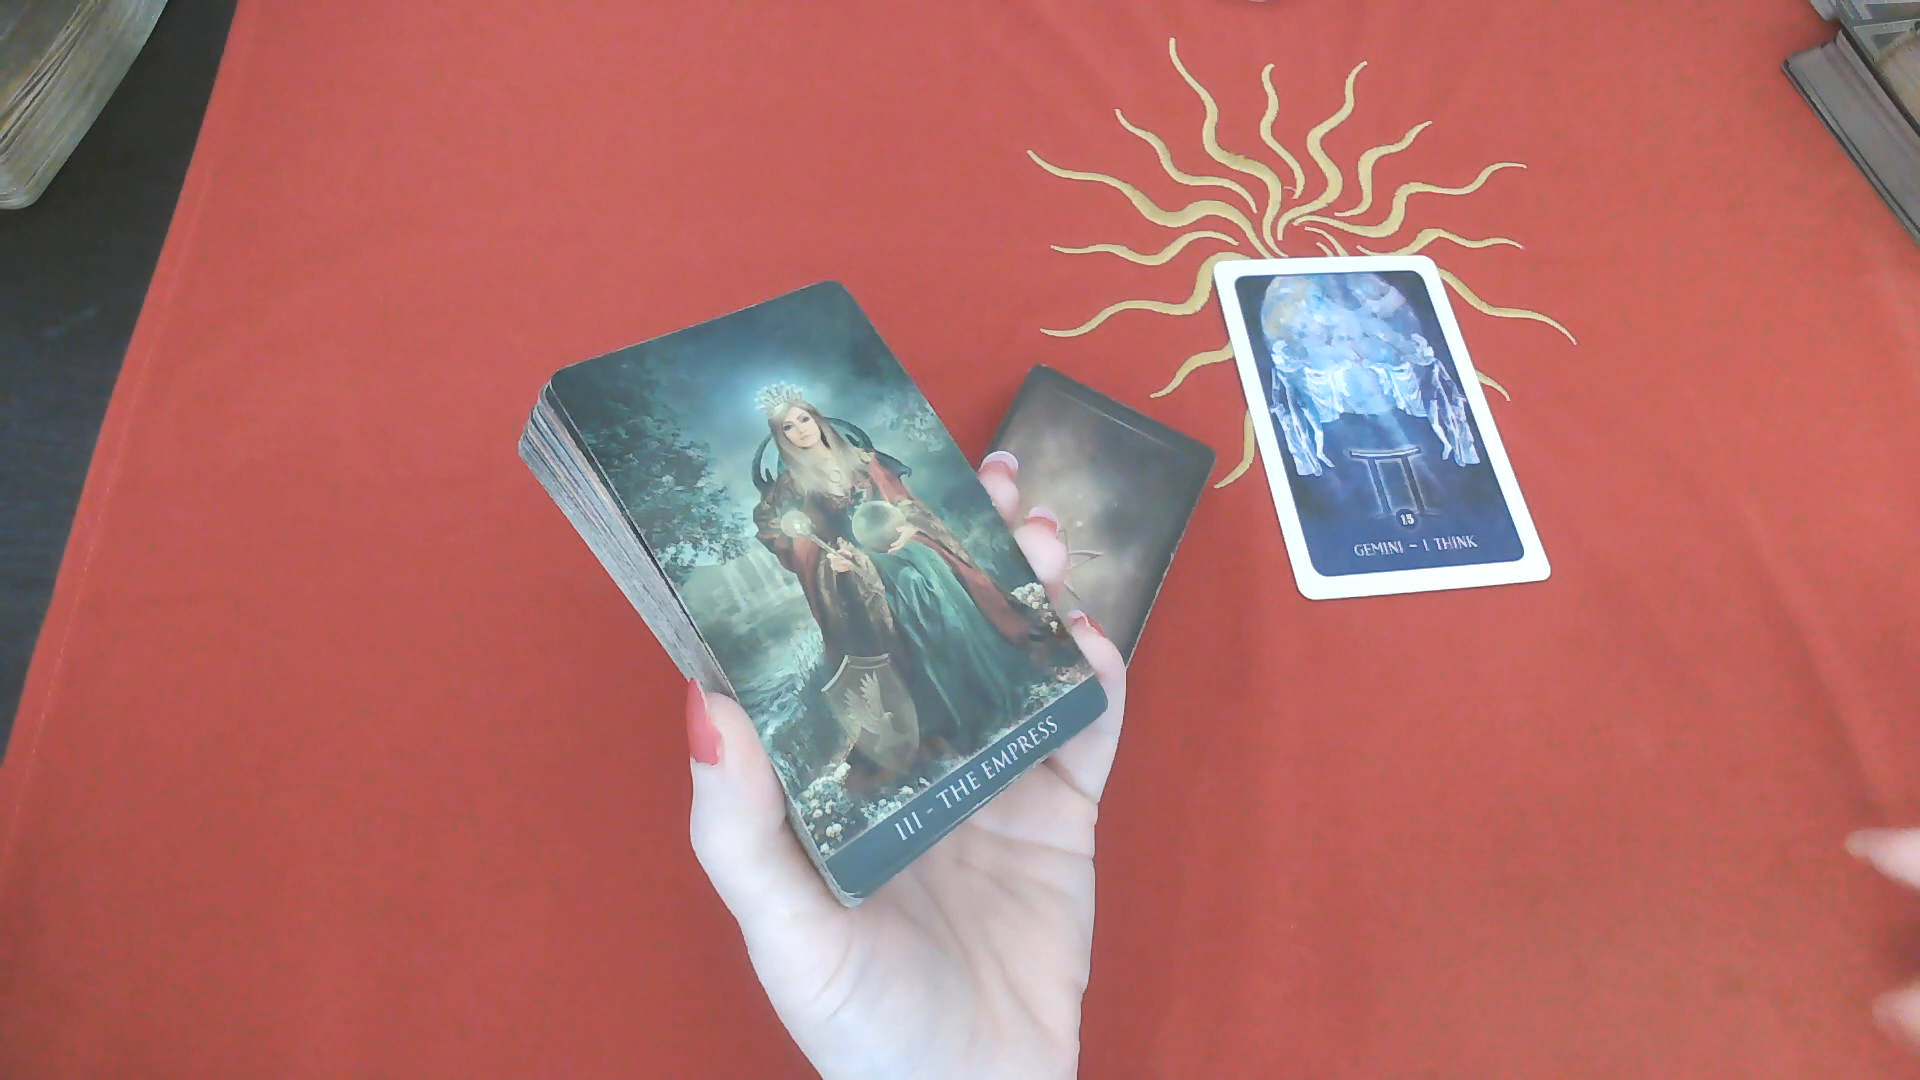 15
GEMINI - I THINK
III - THE EMPRESS